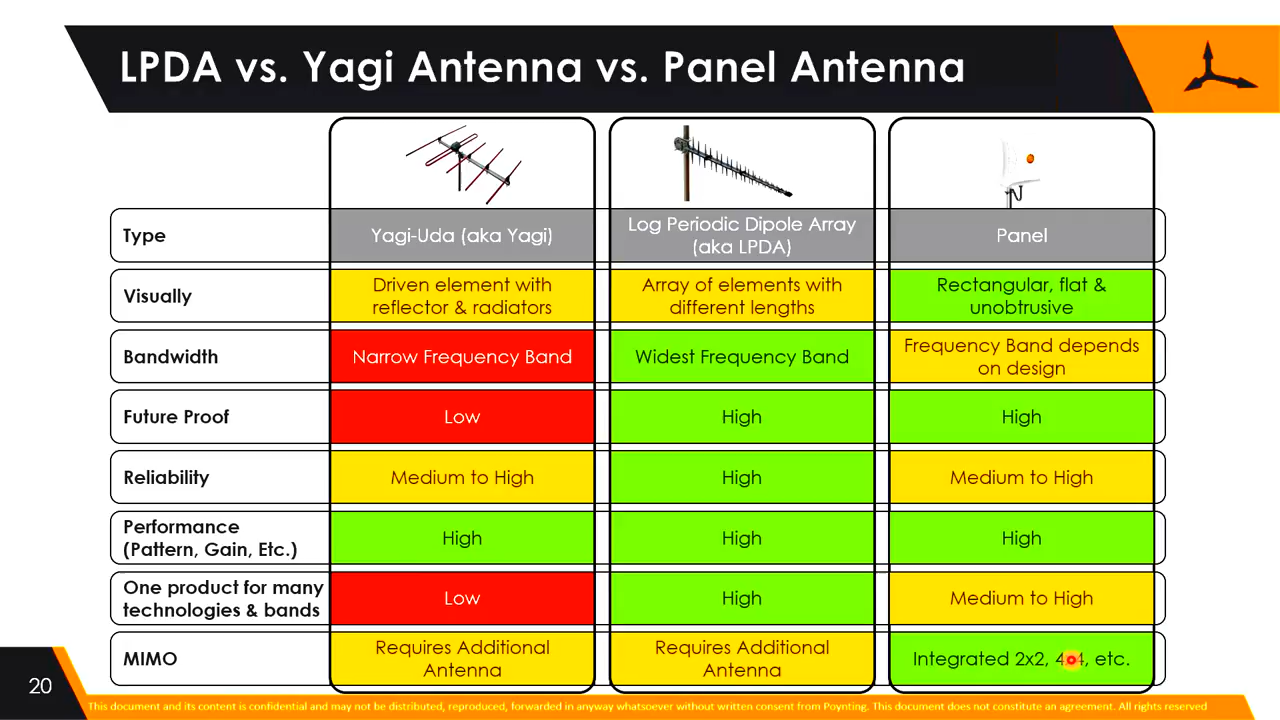 LPDA vs. Yagi Antenna vs. Panel Antenna
Type
Yagi-Uda (aka Yagi)
Log Periodic Dipole Array
(aka LPDA)
Panel
Visually
Driven element with
reflector & radiators
Array of elements with
different lengths
Rectangular, flat &
unobtrusive
Bandwidth
Narrow Frequency Band
Widest Frequency Band
Frequency Band depends
on design
Future Proof
Low
High
High
Reliability
Medium to High
High
Medium to High
Performance
(Pattern, Gain, Etc.)
High
High
High
One product for many
technologies & bands
Low
High
Medium to High
MIMO
Requires Additional
Antenna
Requires Additional
Antenna
Integrated 2x2, 4x4, etc.
20
This document and its content is confidential and may not be distributed, reproduced, forwarded in anyway whatsoever without written consent from Poynting. This document does not constitute an agreement. All rights reserved